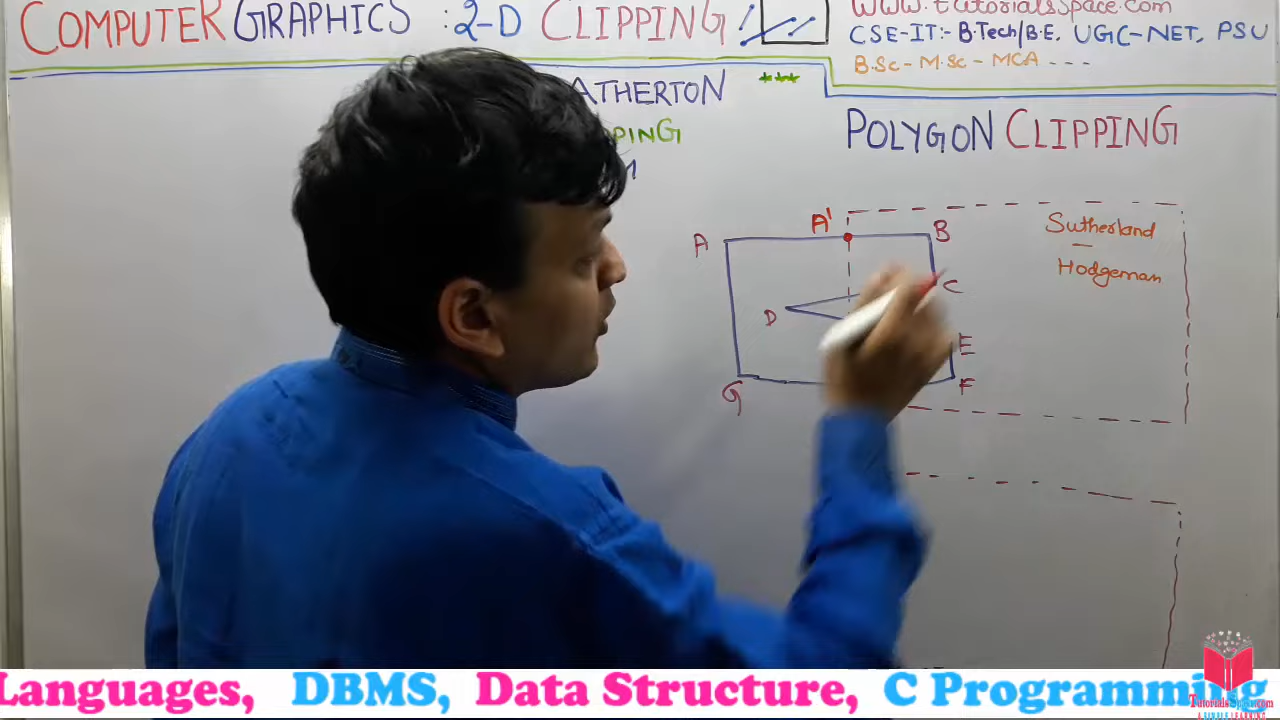 COMPUTER GRAPHICS : 2-D CLIPPING
WWW.tutorialsspace.com
CSE-IT:- B.Tech/B.E, UGC-NET, PSU
B.Sc - M.Sc - MCA - - -
ATHERTON
POLYGON CLIPPING
A
A'
B
Sutherland
-
Hodgeman
C
D
E
F
G
Languages, DBMS, Data Structure, C Programming